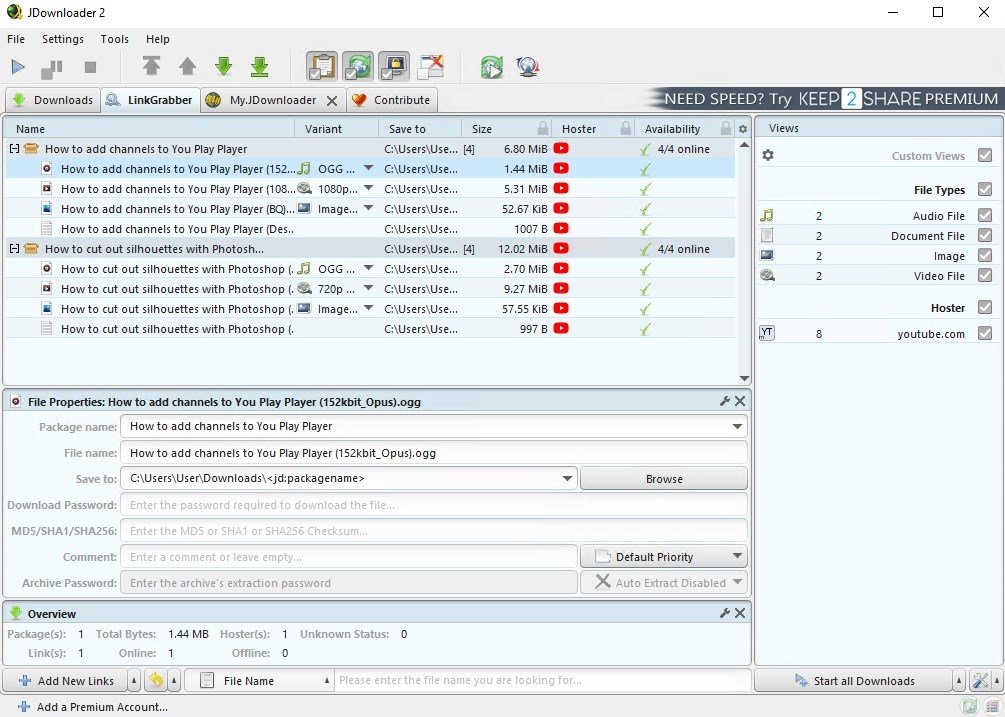 JDownloader 2
File Settings Tools Help
Downloads LinkGrabber My.JDownloader Contribute
NEED SPEED? Try KEEP 2 SHARE PREMIUM
Name Variant Save to Size Hoster Availability
How to add channels to You Play Player C:\Users\Use... [4] 6.80 MiB 4/4 online
How to add channels to You Play Player (152... OGG ... C:\Users\Use... 1.44 MiB
How to add channels to You Play Player (108... 1080p... C:\Users\Use... 5.31 MiB
How to add channels to You Play Player (BQ)... Image... C:\Users\Use... 52.67 KiB
How to add channels to You Play Player (Des... C:\Users\Use... 1007 B
How to cut out silhouettes with Photosh... C:\Users\Use... [4] 12.02 MiB 4/4 online
How to cut out silhouettes with Photoshop (. OGG ... C:\Users\Use... 2.70 MiB
How to cut out silhouettes with Photoshop (. 720p ... C:\Users\Use... 9.27 MiB
How to cut out silhouettes with Photoshop (. Image... C:\Users\Use... 57.55 KiB
How to cut out silhouettes with Photoshop (. C:\Users\Use... 997 B
Views
Custom Views
File Types
2 Audio File
2 Document File
2 Image
2 Video File
Hoster
YT 8 youtube.com
File Properties: How to add channels to You Play Player (152kbit_Opus).ogg
Package name: How to add channels to You Play Player
File name: How to add channels to You Play Player (152kbit_Opus).ogg
Save to: C:\Users\User\Downloads\<jd:packagename> Browse
Download Password: Enter the password required to download the file...
MD5/SHA1/SHA256: Enter the MD5 or SHA1 or SHA256 Checksum...
Comment: Enter a comment or leave empty... Default Priority
Archive Password: Enter the archive's extraction password Auto Extract Disabled
Overview
Package(s): 1 Total Bytes: 1.44 MB Hoster(s): 1 Unknown Status: 0
Link(s): 1 Online: 1 Offline: 0
Add New Links File Name Please enter the file name you are looking for... Start all Downloads
Add a Premium Account...